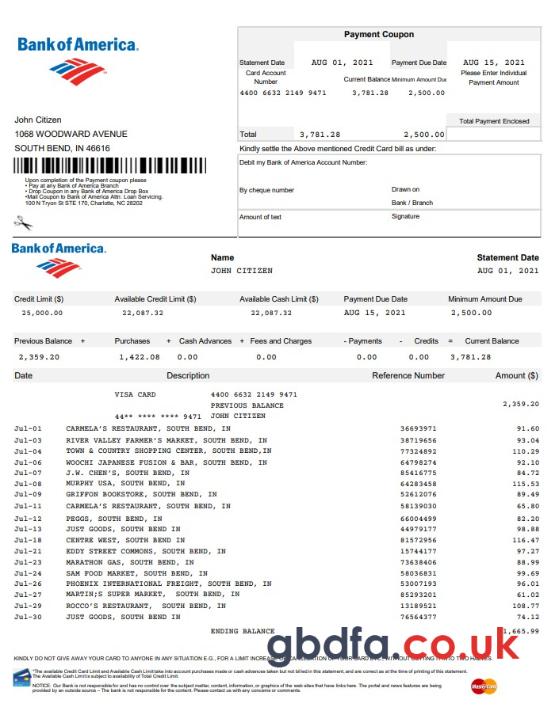 Payment Coupon
Bank of America.
Statement Date AUG 01, 2021 Payment Due Date AUG 15, 2021
Card Account Number Current Balance Minimum Amount Due Please Enter Individual Payment Amount
4400 6632 2149 9471 3,781.28 2,500.00
John Citizen
1068 WOODWARD AVENUE
SOUTH BEND, IN 46616
Total Payment Enclosed
Total 3,781.28 2,500.00
Kindly settle the Above mentioned Credit Card bill as under:
Debit my Bank of America Account Number:
Upon completion of the Payment coupon please
• Pay at any Bank of America Branch
• Drop Coupon in any Bank of America Drop Box
•Mail Coupon to Bank of America Attn: Loan Servicing.
100 N Tryon St STE 170, Charlotte, NC 28202
By cheque number Drawn on
Bank / Branch
Amount of text Signature
Bank of America.
Name Statement Date
JOHN CITIZEN AUG 01, 2021
Credit Limit ($) Available Credit Limit ($) Available Cash Limit ($) Payment Due Date Minimum Amount Due
25,000.00 22,087.32 22,087.32 AUG 15, 2021 2,500.00
Previous Balance + Purchases + Cash Advances + Fees and Charges - Payments - Credits = Current Balance
2,359.20 1,422.08 0.00 0.00 0.00 0.00 3,781.28
Date Description Reference Number Amount ($)
VISA CARD 4400 6632 2149 9471
PREVIOUS BALANCE 2,359.20
44** **** **** 9471 JOHN CITIZEN
Jul-01 CARMELA'S RESTAURANT, SOUTH BEND, IN 36693971 91.60
Jul-03 RIVER VALLEY FARMER'S MARKET, SOUTH BEND, IN 38719656 93.04
Jul-04 TOWN & COUNTRY SHOPPING CENTER, SOUTH BEND,IN 77324892 110.29
Jul-06 WOOCHI JAPANESE FUSION & BAR, SOUTH BEND, IN 64798274 92.10
Jul-07 J.W. CHEN'S, SOUTH BEND, IN 85416775 84.72
Jul-08 MURPHY USA, SOUTH BEND, IN 64283458 115.53
Jul-09 GRIFFON BOOKSTORE, SOUTH BEND, IN 52612076 89.49
Jul-11 CARMELA'S RESTAURANT, SOUTH BEND, IN 58139030 65.80
Jul-12 PEGGS, SOUTH BEND, IN 66004499 82.20
Jul-13 JUST GOODS, SOUTH BEND IN 44979177 98.88
Jul-18 CENTRE WEST, SOUTH BEND, IN 81572956 116.47
Jul-21 EDDY STREET COMMONS, SOUTH BEND, IN 15744177 97.27
Jul-23 MARATHON GAS, SOUTH BEND, IN 73638406 88.99
Jul-24 SAM FOOD MARKET, SOUTH BEND, IN 58036831 99.69
Jul-26 PHOENIX INTERNATIONAL FREIGHT, SOUTH BEND, IN 53007193 96.01
Jul-27 MARTIN;S SUPER MARKET, SOUTH BEND, IN 85293201 61.02
Jul-29 ROCCO'S RESTAURANT, SOUTH BEND, IN 13189521 108.77
Jul-30 JUST GOODS, SOUTH BEND IN 76564377 74.12
ENDING BALANCE 1,665.99
gbdfa.co.uk
KINDLY DO NOT GIVE AWAY YOUR CARD TO ANYONE IN ANY SITUATION E.G., FOR A LIMIT INCREASE
*The available Credit Limit and Available Cash Limit take into account purchases made or cash advances taken but not billed in this statement, and are correct as at the time of printing of this statement.
The Available Cash Limit is subject to availability of Total Credit Limit.
NOTICE: Our Bank is not responsible for and has no control over the subject matter, content, information, or graphics of the web sites that have links here. The portal and news features are being
provided by an outside source – The bank is not responsible for the content. Please contact us with any concerns or comments.
MasterCard